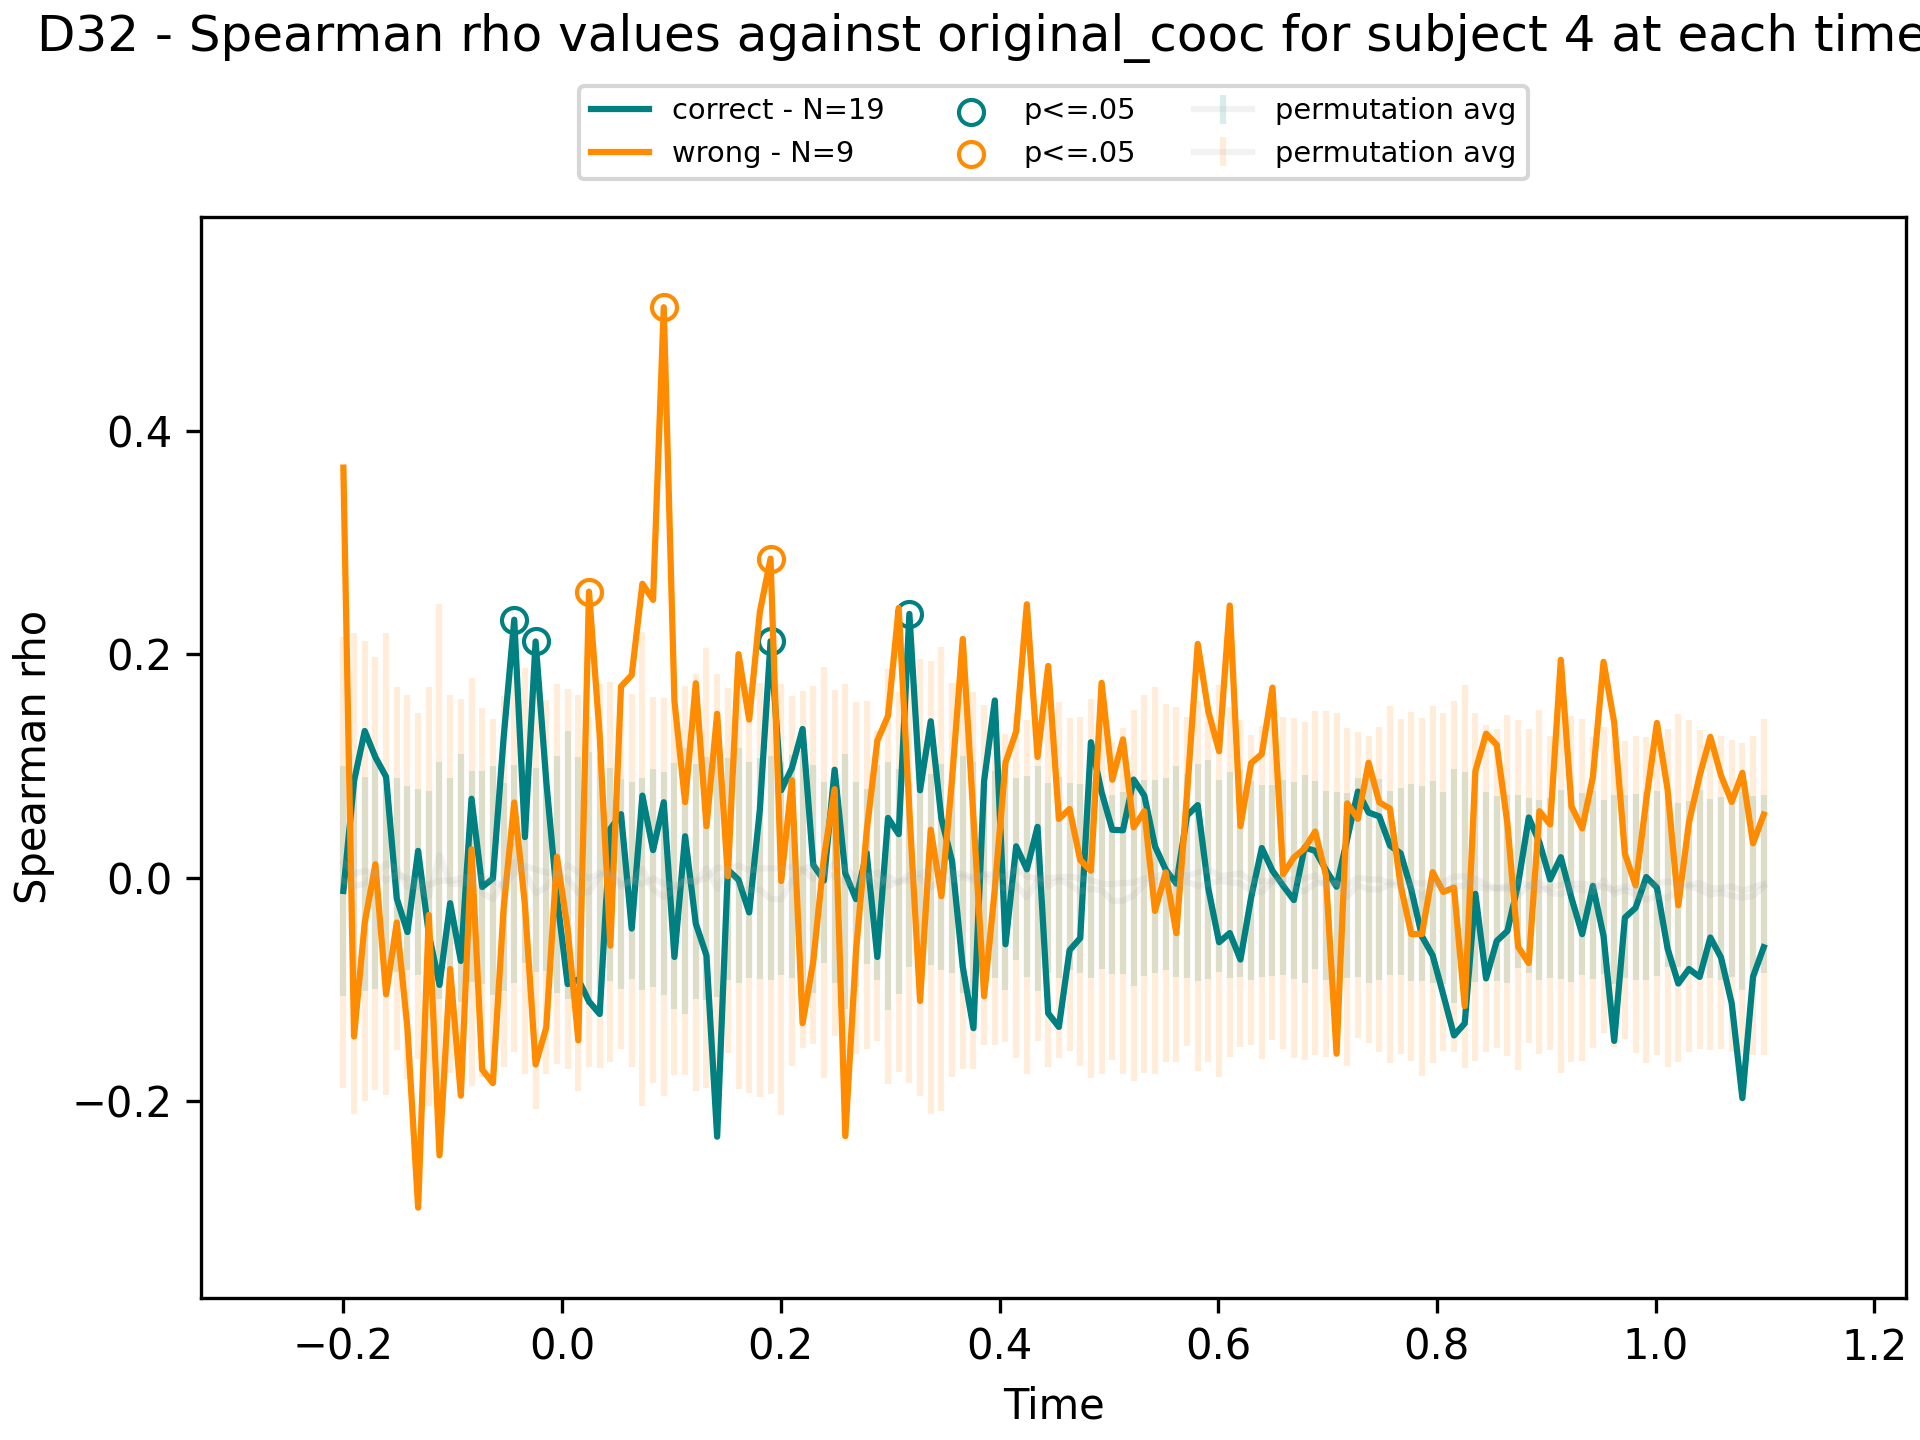 D32 - Spearman rho values against original_cooc for subject 4 at each time
correct - N=19
wrong - N=9
p<=.05
p<=.05
permutation avg
permutation avg
Spearman rho
0.4
0.2
0.0
−0.2
−0.2 0.0 0.2 0.4 0.6 0.8 1.0 1.2
Time